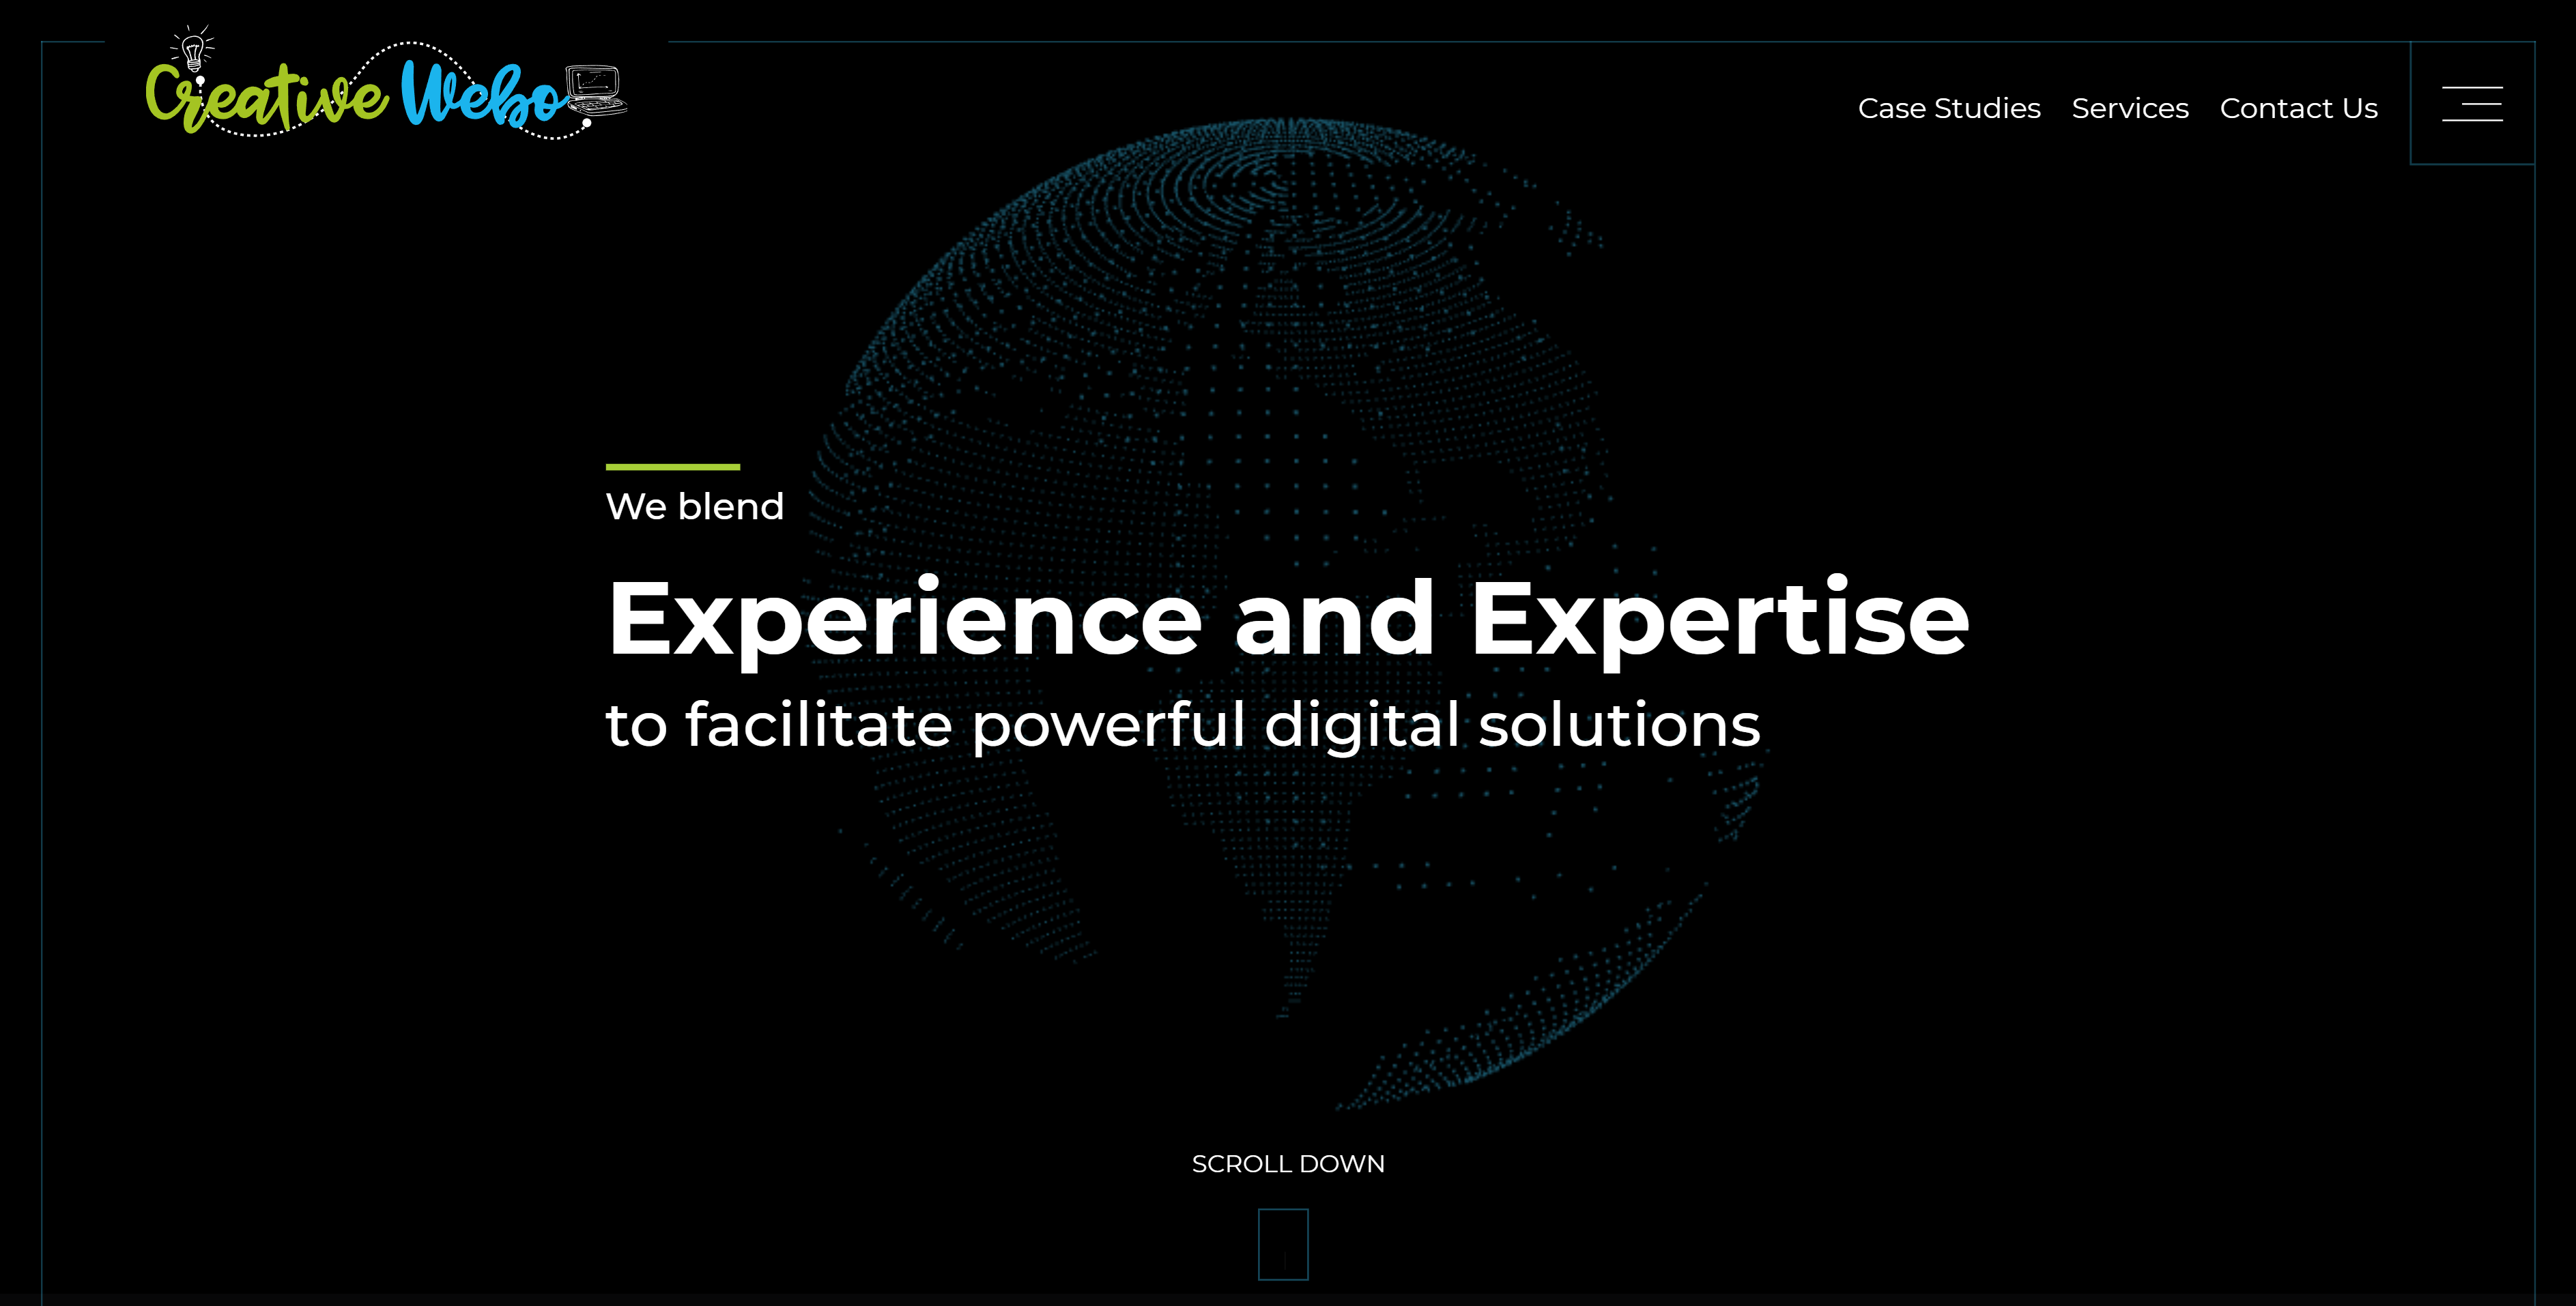 Creative Webo
Case Studies Services Contact Us
We blend
Experience and Expertise
to facilitate powerful digital solutions
SCROLL DOWN